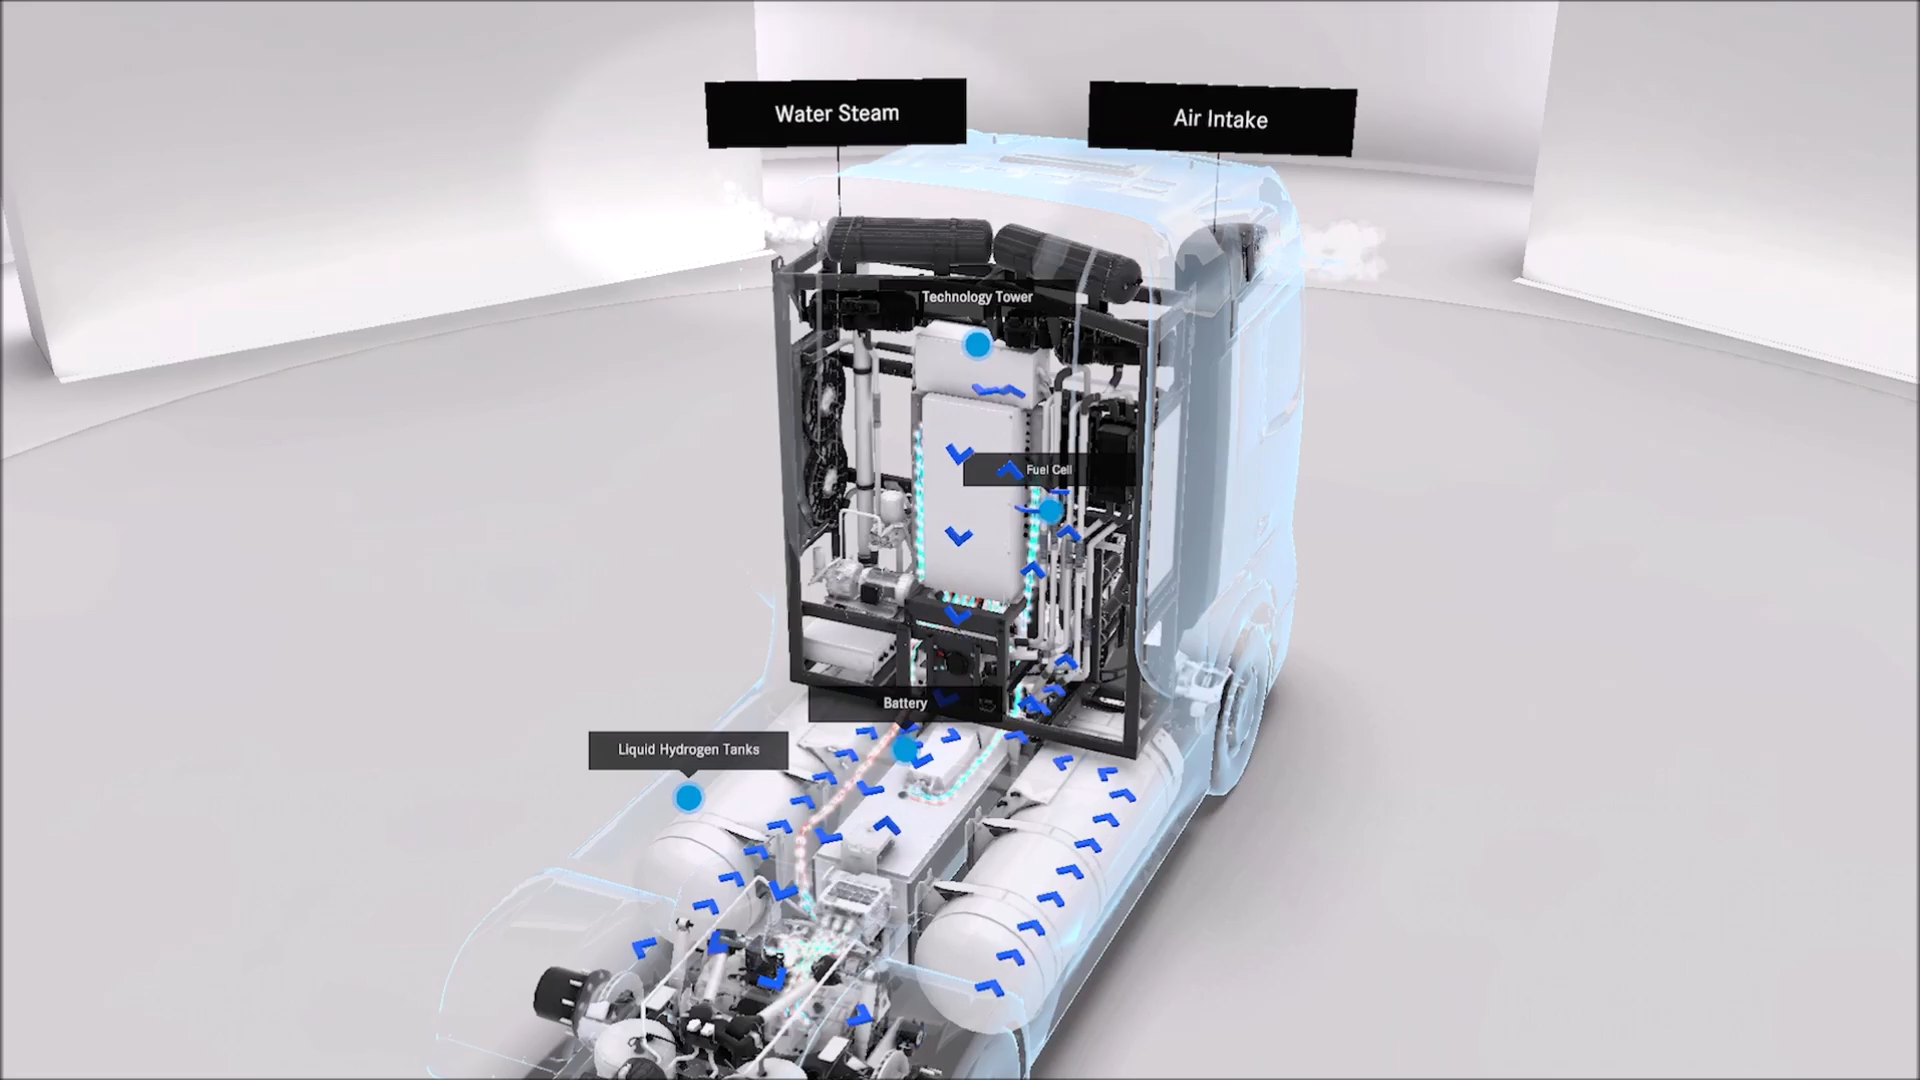 Water Steam
Air Intake
Technology Tower
Fuel Cell
Battery
Liquid Hydrogen Tanks